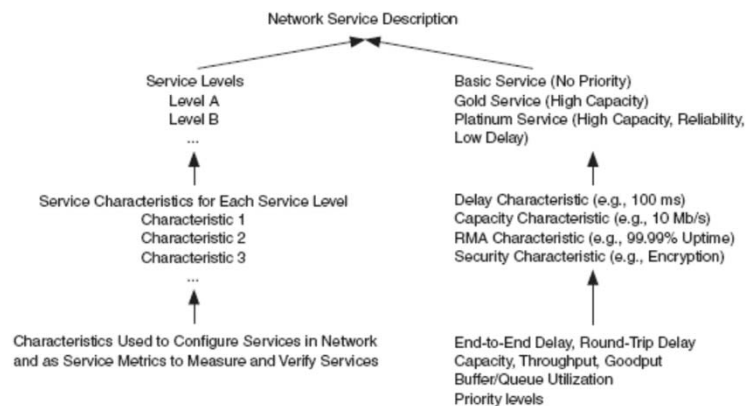 Network Service Description
Service Levels
Level A
Level B
...
Basic Service (No Priority)
Gold Service (High Capacity)
Platinum Service (High Capacity, Reliability,
Low Delay)
Service Characteristics for Each Service Level
Characteristic 1
Characteristic 2
Characteristic 3
...
Delay Characteristic (e.g., 100 ms)
Capacity Characteristic (e.g., 10 Mb/s)
RMA Characteristic (e.g., 99.99% Uptime)
Security Characteristic (e.g., Encryption)
Characteristics Used to Configure Services in Network
and as Service Metrics to Measure and Verify Services
End-to-End Delay, Round-Trip Delay
Capacity, Throughput, Goodput
Buffer/Queue Utilization
Priority levels